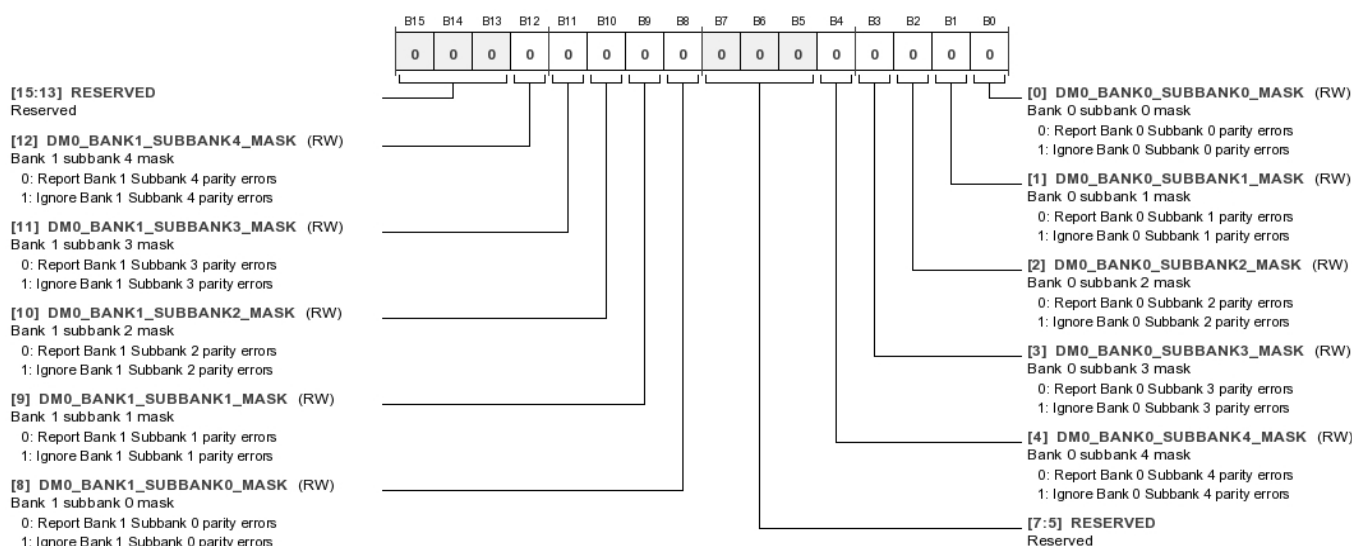 B15 B14 B13 B12 B11 B10 B9 B8 B7 B6 B5 B4 B3 B2 B1 B0
0 0 0 0 0 0 0 0 0 0 0 0 0 0 0 0
[15:13] RESERVED
Reserved
[12] DM0_BANK1_SUBBANK4_MASK (RW)
Bank 1 subbank 4 mask
0: Report Bank 1 Subbank 4 parity errors
1: Ignore Bank 1 Subbank 4 parity errors
[11] DM0_BANK1_SUBBANK3_MASK (RW)
Bank 1 subbank 3 mask
0: Report Bank 1 Subbank 3 parity errors
1: Ignore Bank 1 Subbank 3 parity errors
[10] DM0_BANK1_SUBBANK2_MASK (RW)
Bank 1 subbank 2 mask
0: Report Bank 1 Subbank 2 parity errors
1: Ignore Bank 1 Subbank 2 parity errors
[9] DM0_BANK1_SUBBANK1_MASK (RW)
Bank 1 subbank 1 mask
0: Report Bank 1 Subbank 1 parity errors
1: Ignore Bank 1 Subbank 1 parity errors
[8] DM0_BANK1_SUBBANK0_MASK (RW)
Bank 1 subbank 0 mask
0: Report Bank 1 Subbank 0 parity errors
1: Ignore Bank 1 Subbank 0 parity errors
[0] DM0_BANK0_SUBBANK0_MASK (RW)
Bank 0 subbank 0 mask
0: Report Bank 0 Subbank 0 parity errors
1: Ignore Bank 0 Subbank 0 parity errors
[1] DM0_BANK0_SUBBANK1_MASK (RW)
Bank 0 subbank 1 mask
0: Report Bank 0 Subbank 1 parity errors
1: Ignore Bank 0 Subbank 1 parity errors
[2] DM0_BANK0_SUBBANK2_MASK (RW)
Bank 0 subbank 2 mask
0: Report Bank 0 Subbank 2 parity errors
1: Ignore Bank 0 Subbank 2 parity errors
[3] DM0_BANK0_SUBBANK3_MASK (RW)
Bank 0 subbank 3 mask
0: Report Bank 0 Subbank 3 parity errors
1: Ignore Bank 0 Subbank 3 parity errors
[4] DM0_BANK0_SUBBANK4_MASK (RW)
Bank 0 subbank 4 mask
0: Report Bank 0 Subbank 4 parity errors
1: Ignore Bank 0 Subbank 4 parity errors
[7:5] RESERVED
Reserved